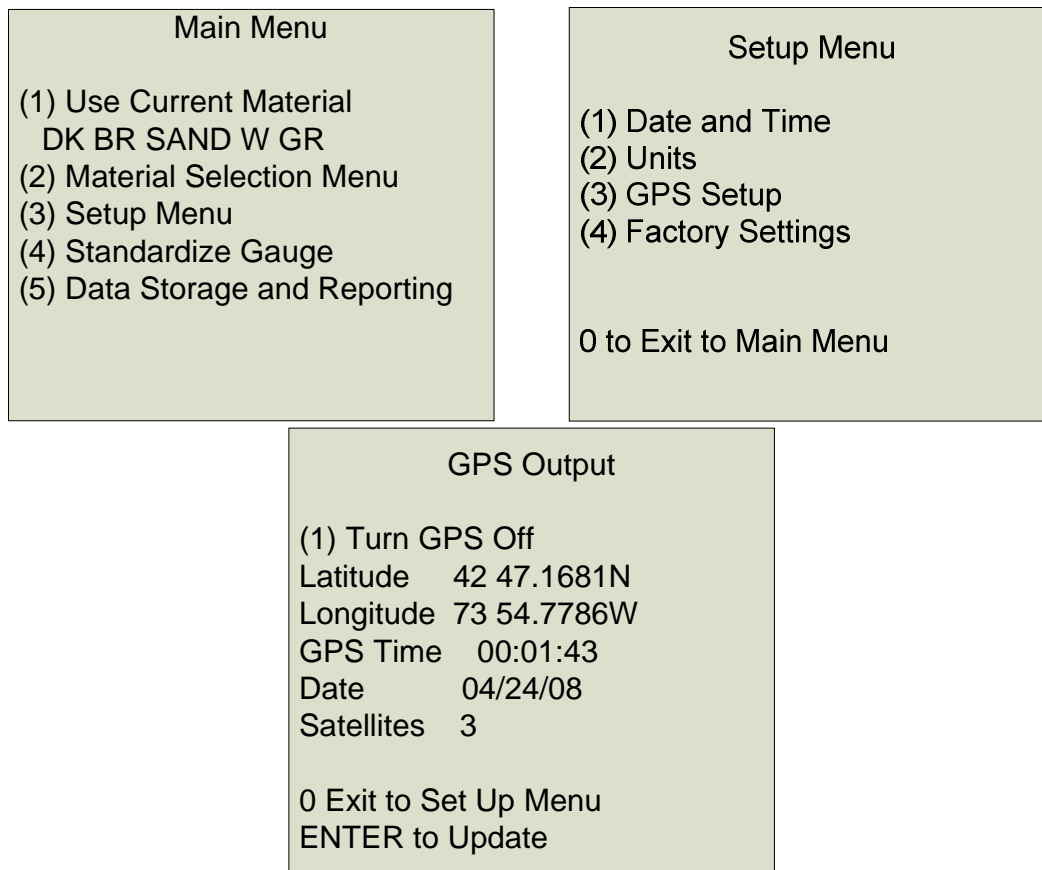 Main Menu
(1) Use Current Material
DK BR SAND W GR
(2) Material Selection Menu
(3) Setup Menu
(4) Standardize Gauge
(5) Data Storage and Reporting
Setup Menu
(1) Date and Time
(2) Units
(3) GPS Setup
(4) Factory Settings
0 to Exit to Main Menu
GPS Output
(1) Turn GPS Off
Latitude 42 47.1681N
Longitude 73 54.7786W
GPS Time 00:01:43
Date 04/24/08
Satellites 3
0 Exit to Set Up Menu
ENTER to Update